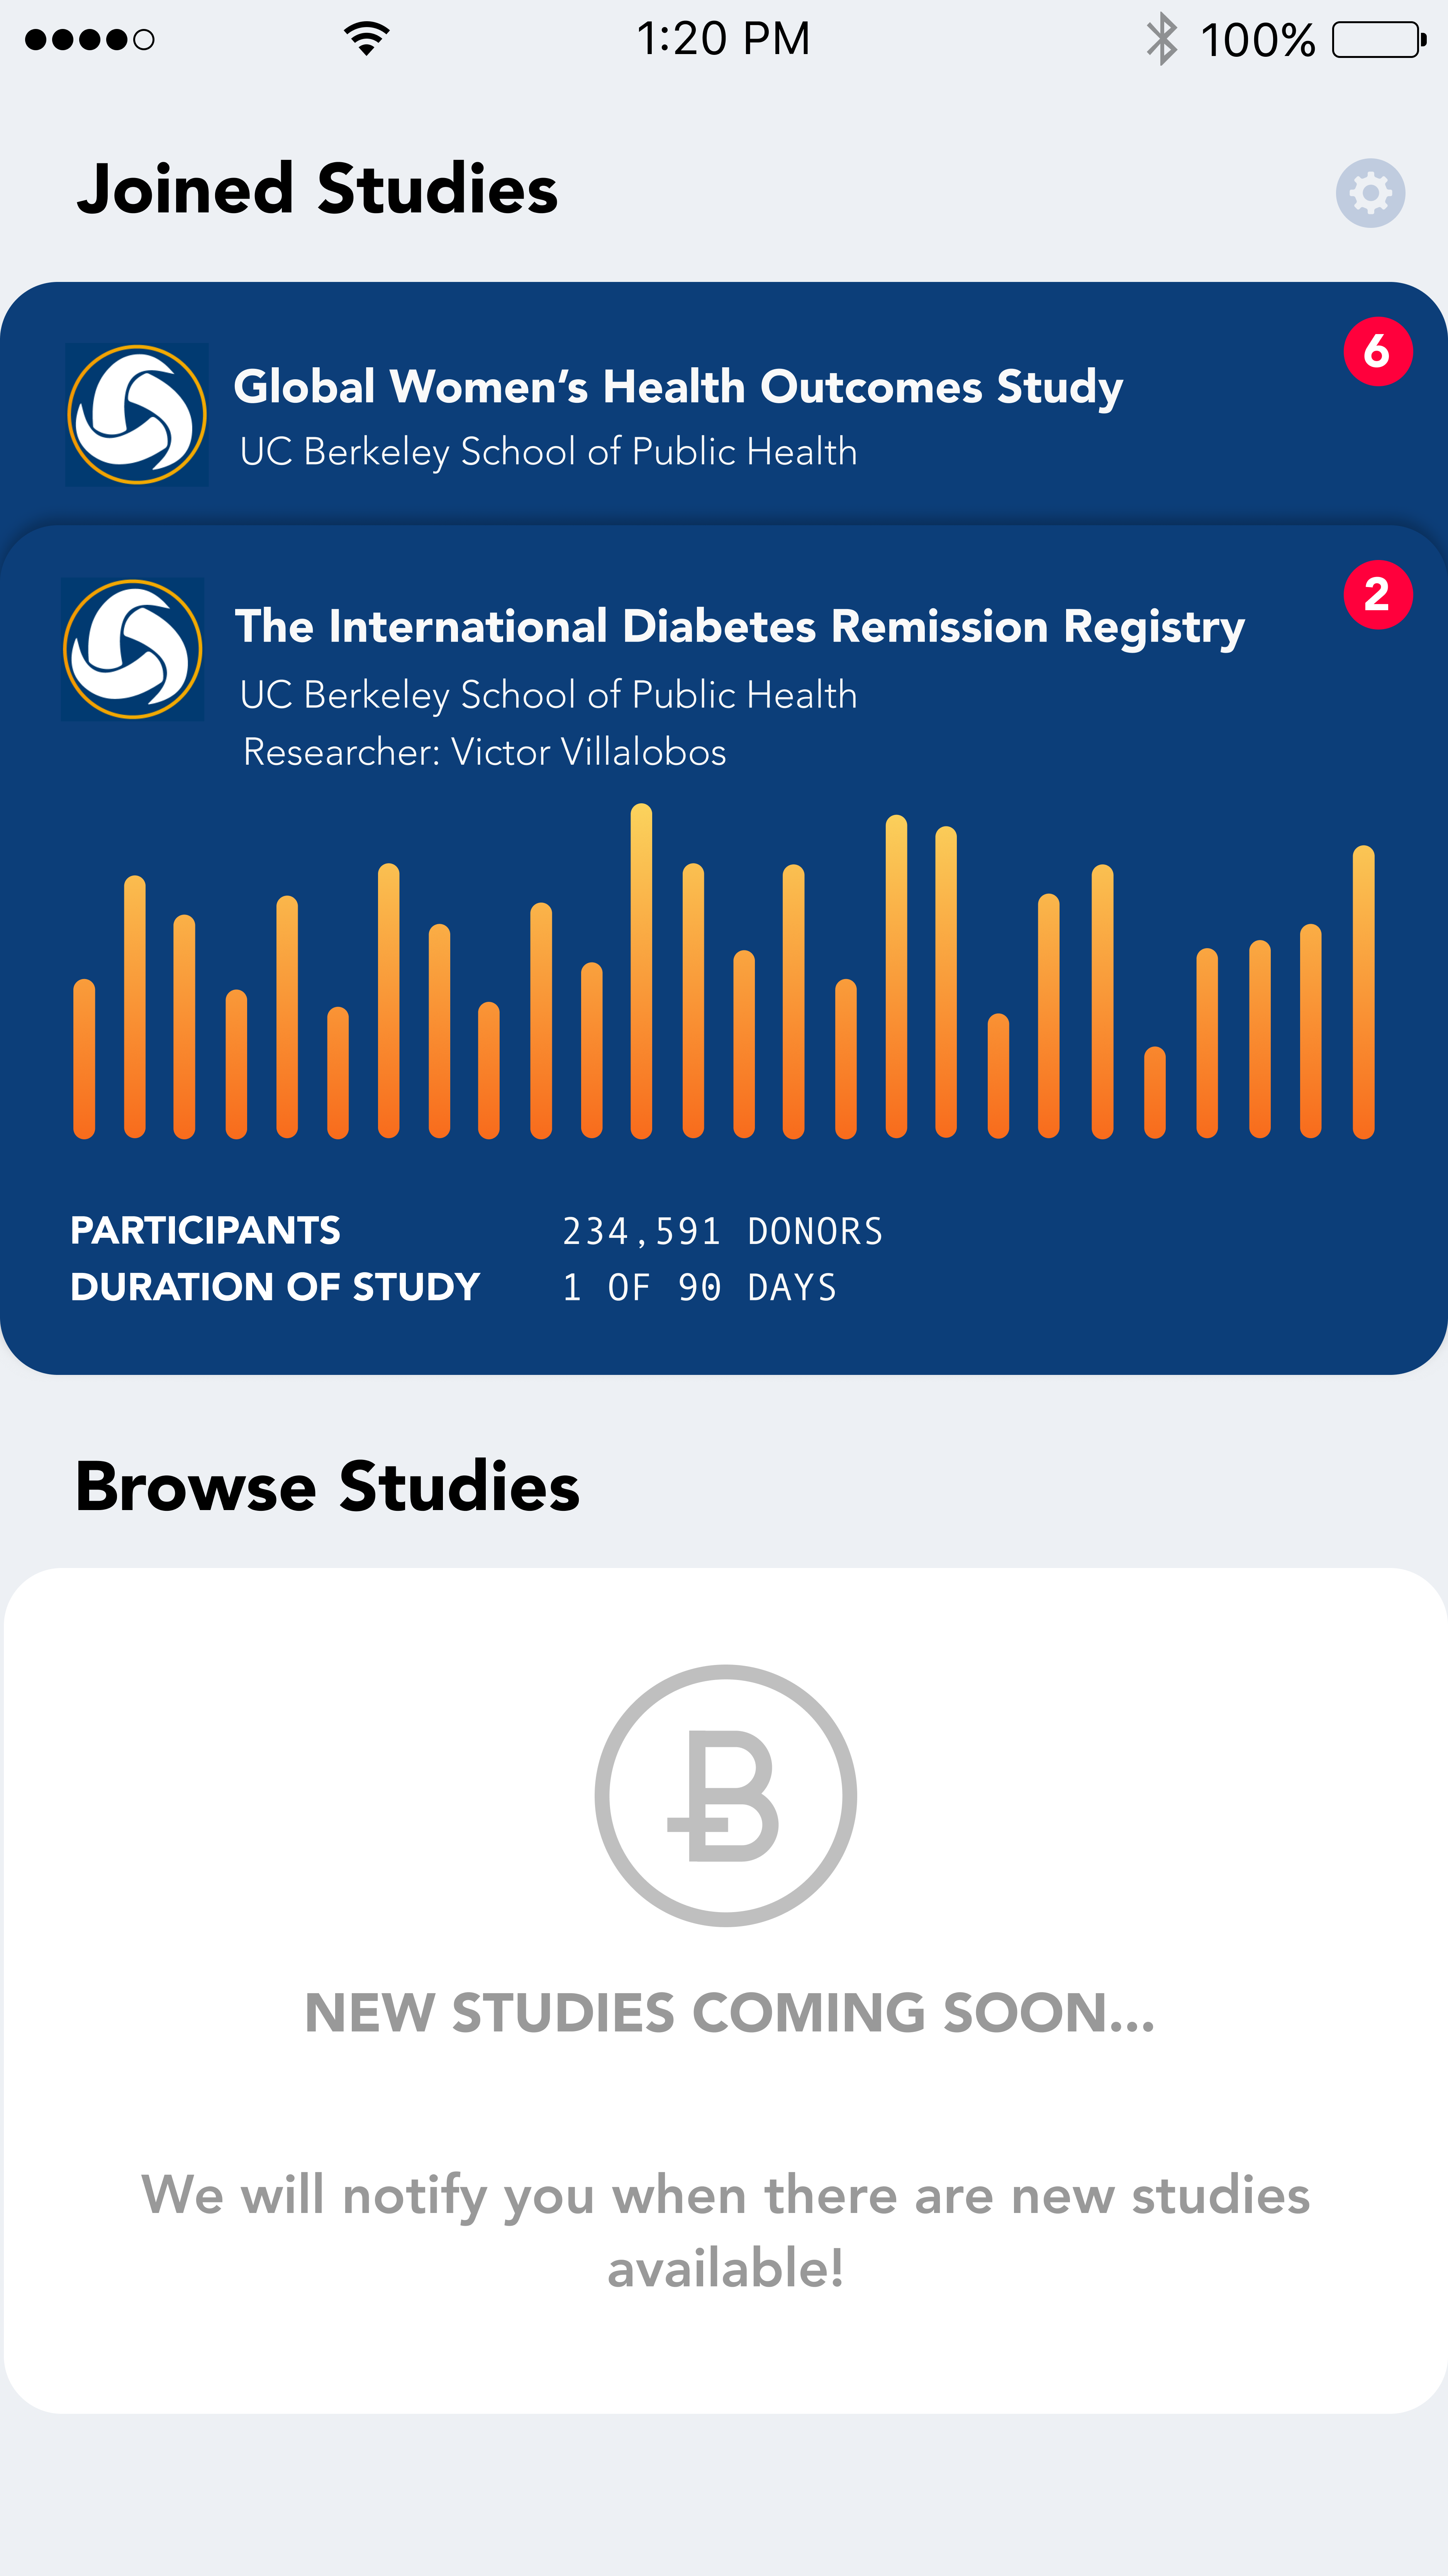 1:20 PM
100%
Joined Studies
6
Global Women’s Health Outcomes Study
UC Berkeley School of Public Health
2
The International Diabetes Remission Registry
UC Berkeley School of Public Health
Researcher: Victor Villalobos
PARTICIPANTS 234,591 DONORS
DURATION OF STUDY 1 OF 90 DAYS
Browse Studies
B
NEW STUDIES COMING SOON...
We will notify you when there are new studies
available!